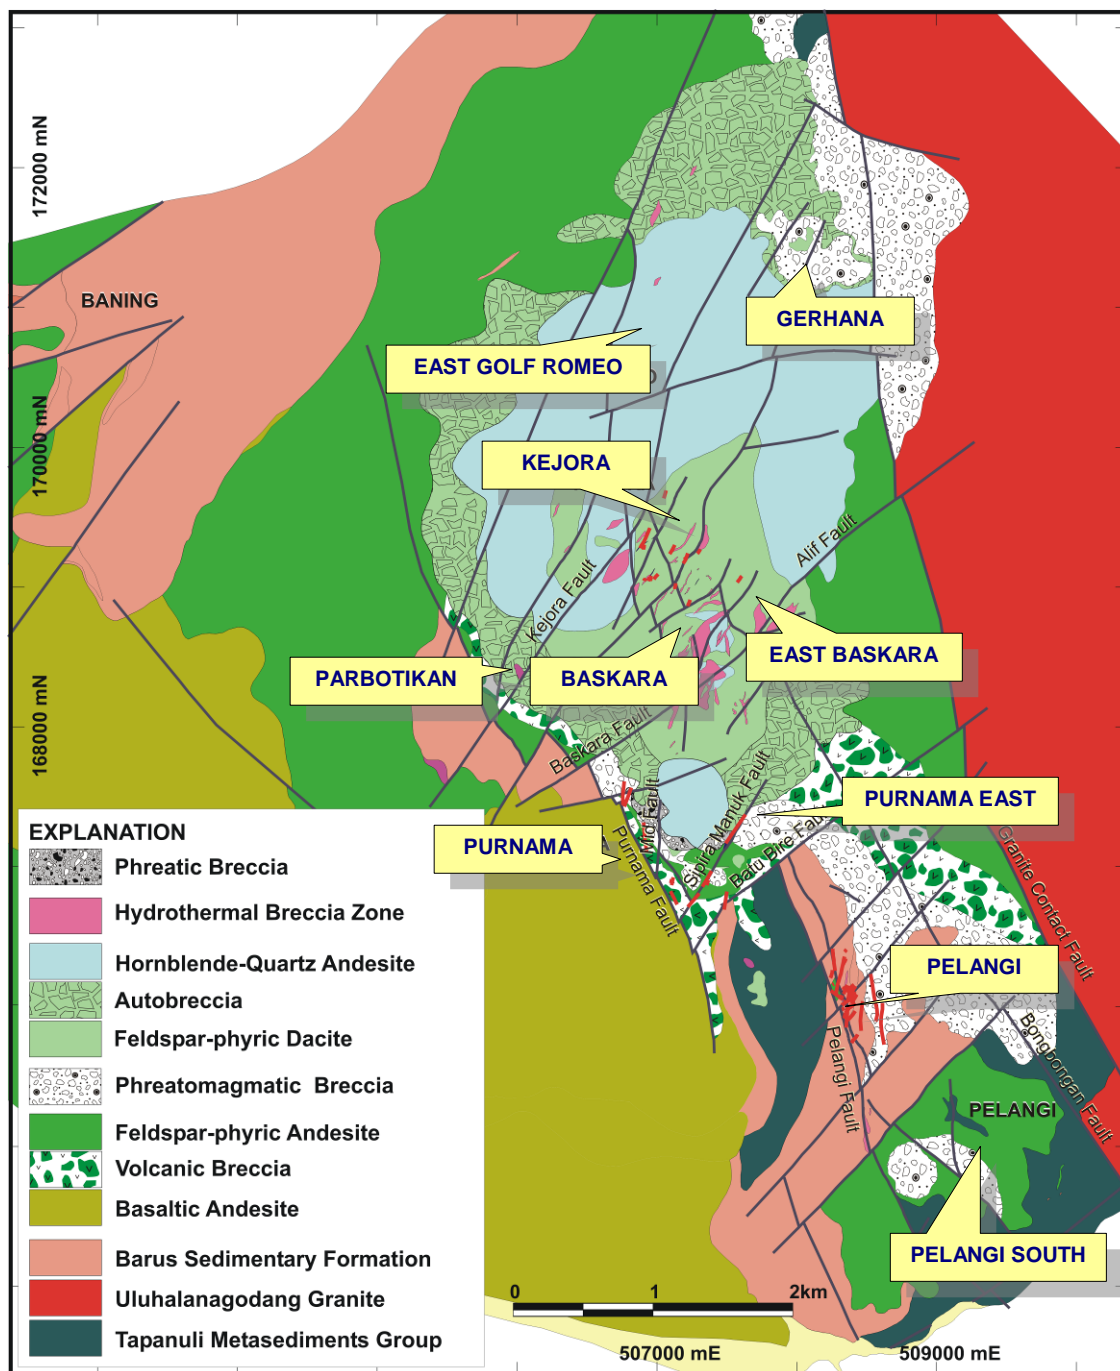 172000 mN
BANING
GERHANA
EAST GOLF ROMEO
170000 mN
KEJORA
Alif Fault
Kejora Fault
PARBOTIKAN
BASKARA
EAST BASKARA
168000 mN
Baskara Fault
PURNAMA EAST
PURNAMA
Mid Fault
Purnama Fault
Sipira Manuk Fault
Batu Bire Fault
Granite Contact Fault
PELANGI
Pelangi Fault
Bongbongan Fault
PELANGI
PELANGI SOUTH
EXPLANATION
Phreatic Breccia
Hydrothermal Breccia Zone
Hornblende-Quartz Andesite
Autobreccia
Feldspar-phyric Dacite
Phreatomagmatic Breccia
Feldspar-phyric Andesite
Volcanic Breccia
Basaltic Andesite
Barus Sedimentary Formation
Uluhalanagodang Granite
Tapanuli Metasediments Group
0 1 2km
507000 mE 509000 mE